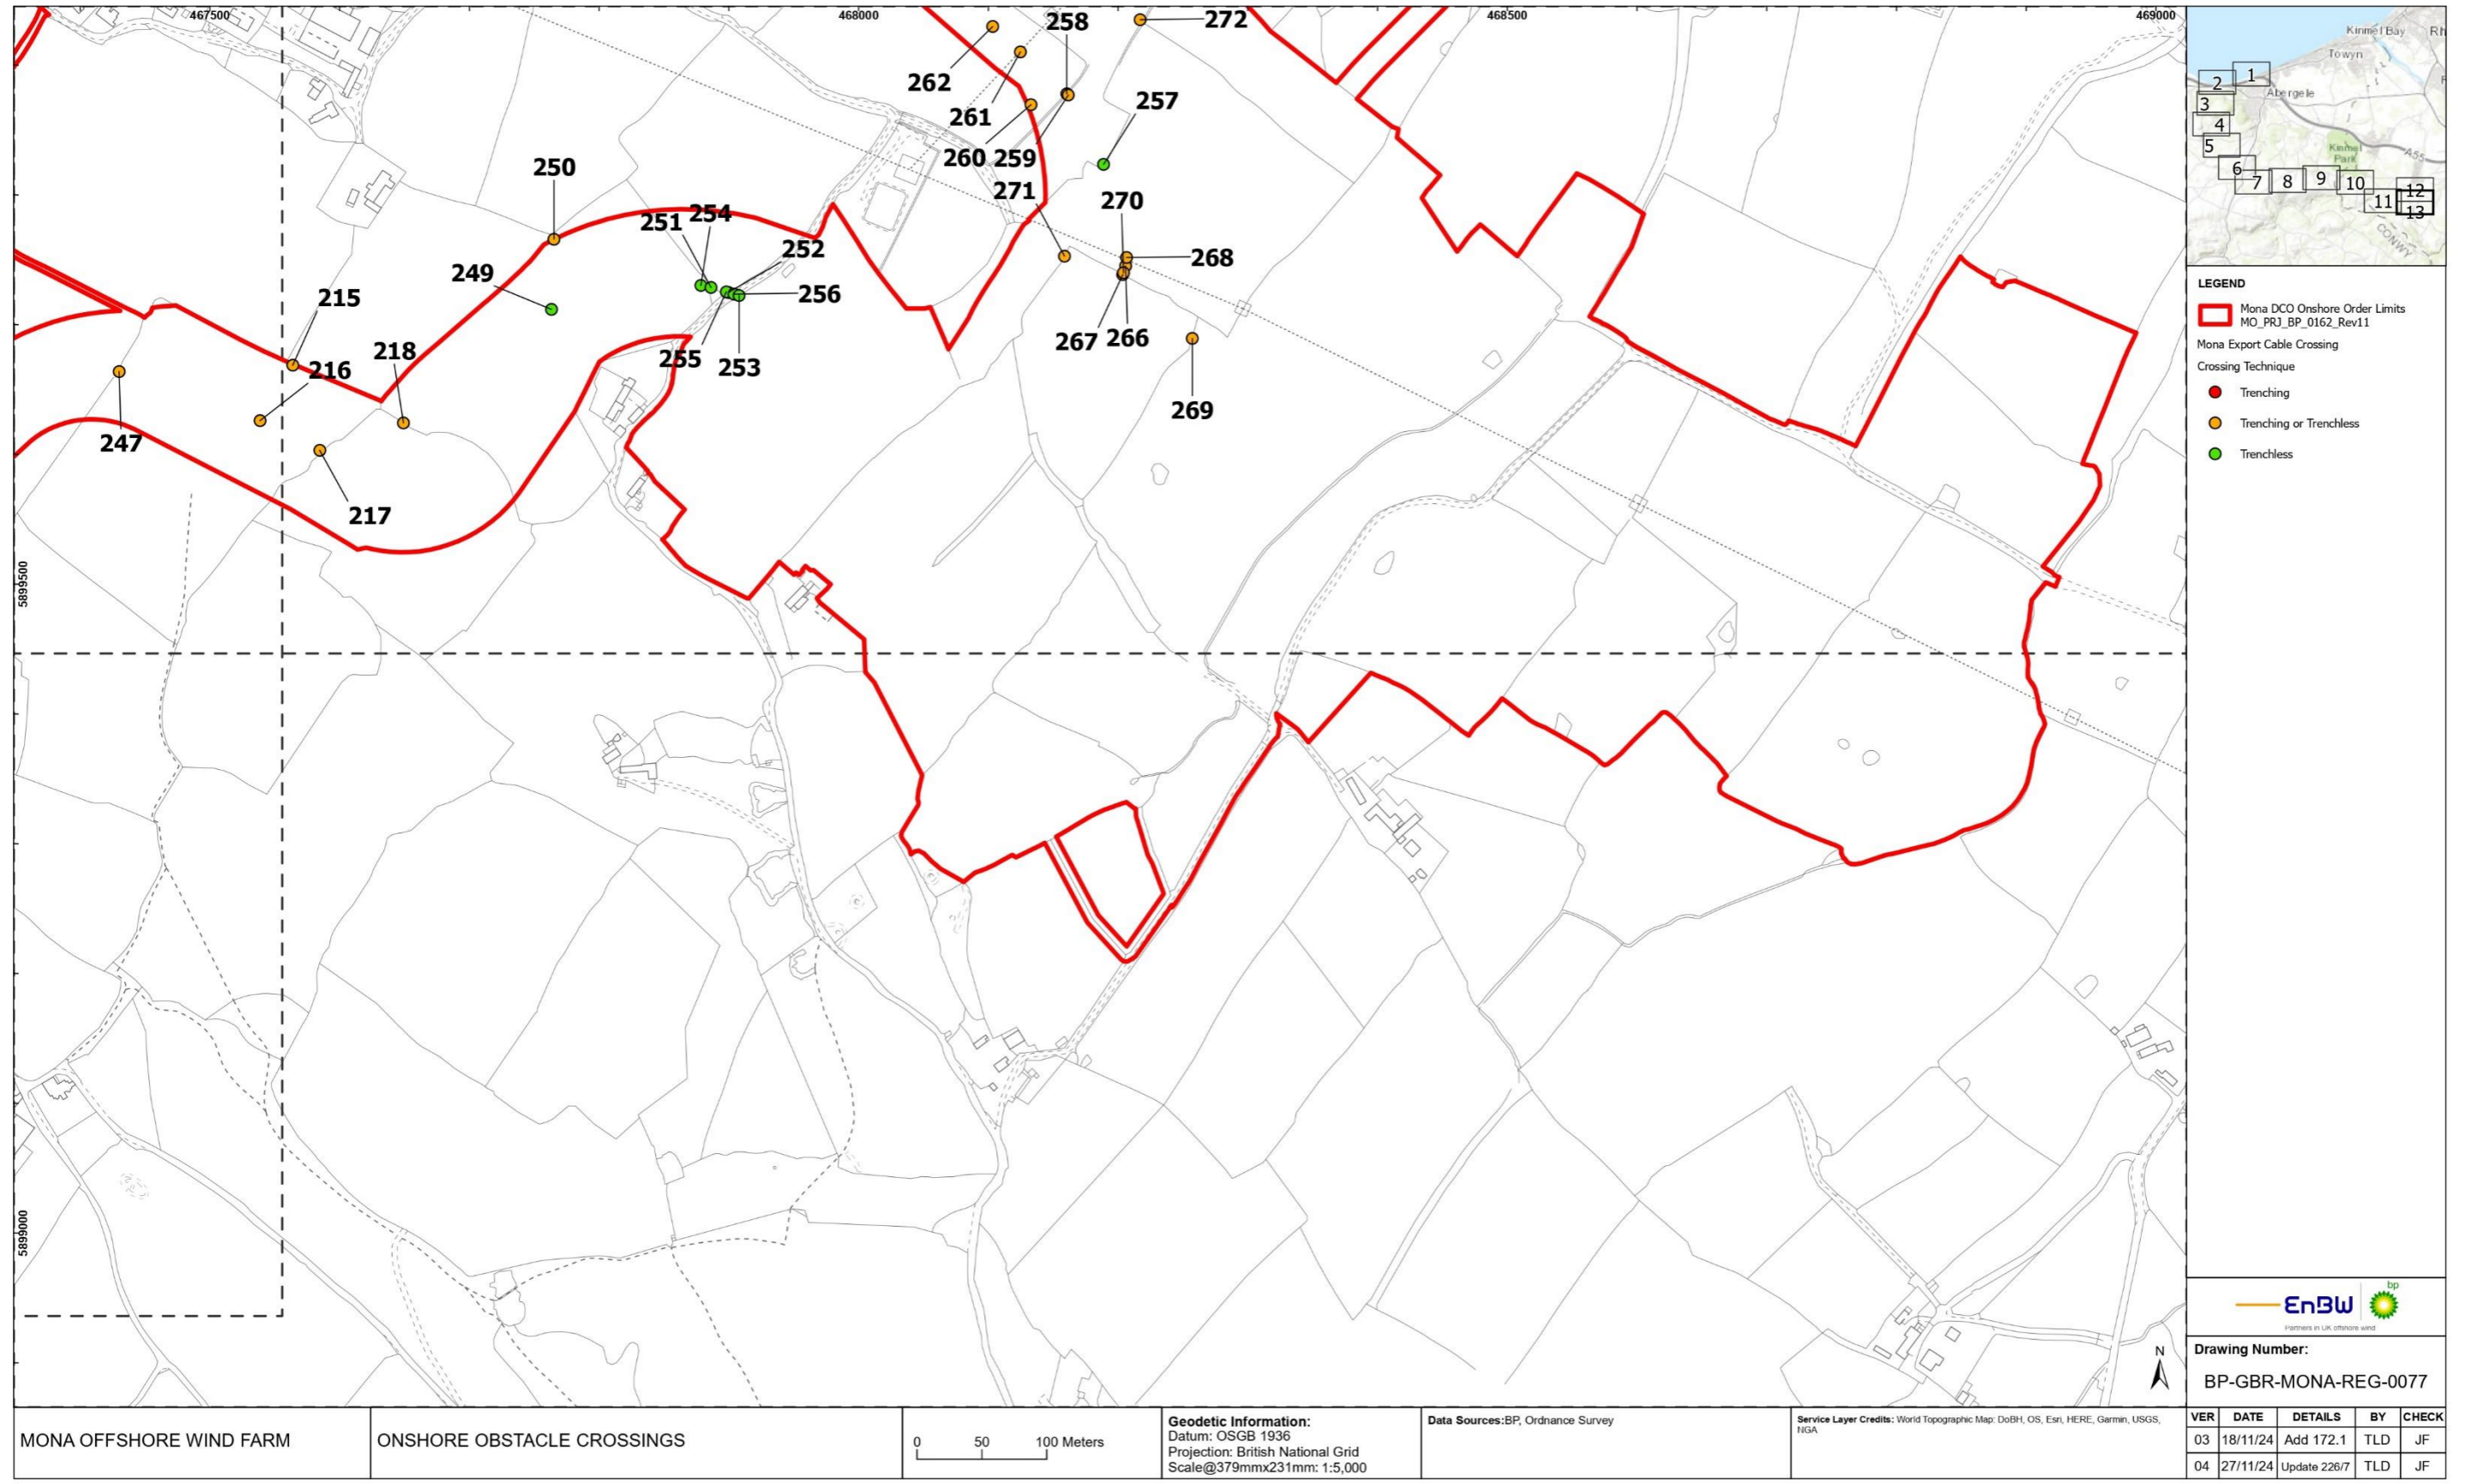 467500
468000
468500
469000
5899500
5899000
258
272
262
261
257
260
259
250
271
270
251
254
252
249
268
215
256
218
216
255
253
267
266
269
247
217
Kinmel Bay
Rh
Towyn
1
2
Abergele
3
4
Kinmel
Park
A55
5
6
7
8
9
10
11
12
13
CONWY
LEGEND
Mona DCO Onshore Order Limits
MO_PRJ_BP_0162_Rev11
Mona Export Cable Crossing
Crossing Technique
Trenching
Trenching or Trenchless
Trenchless
bp
EnBW
Partners in UK offshore wind
N
Drawing Number:
BP-GBR-MONA-REG-0077
MONA OFFSHORE WIND FARM
ONSHORE OBSTACLE CROSSINGS
0 50 100 Meters
Geodetic Information:
Datum: OSGB 1936
Projection: British National Grid
Scale@379mmx231mm: 1:5,000
Data Sources:BP, Ordnance Survey
Service Layer Credits: World Topographic Map: DoBH, OS, Esri, HERE, Garmin, USGS,
NGA
VER DATE DETAILS BY CHECK
03 18/11/24 Add 172.1 TLD JF
04 27/11/24 Update 226/7 TLD JF